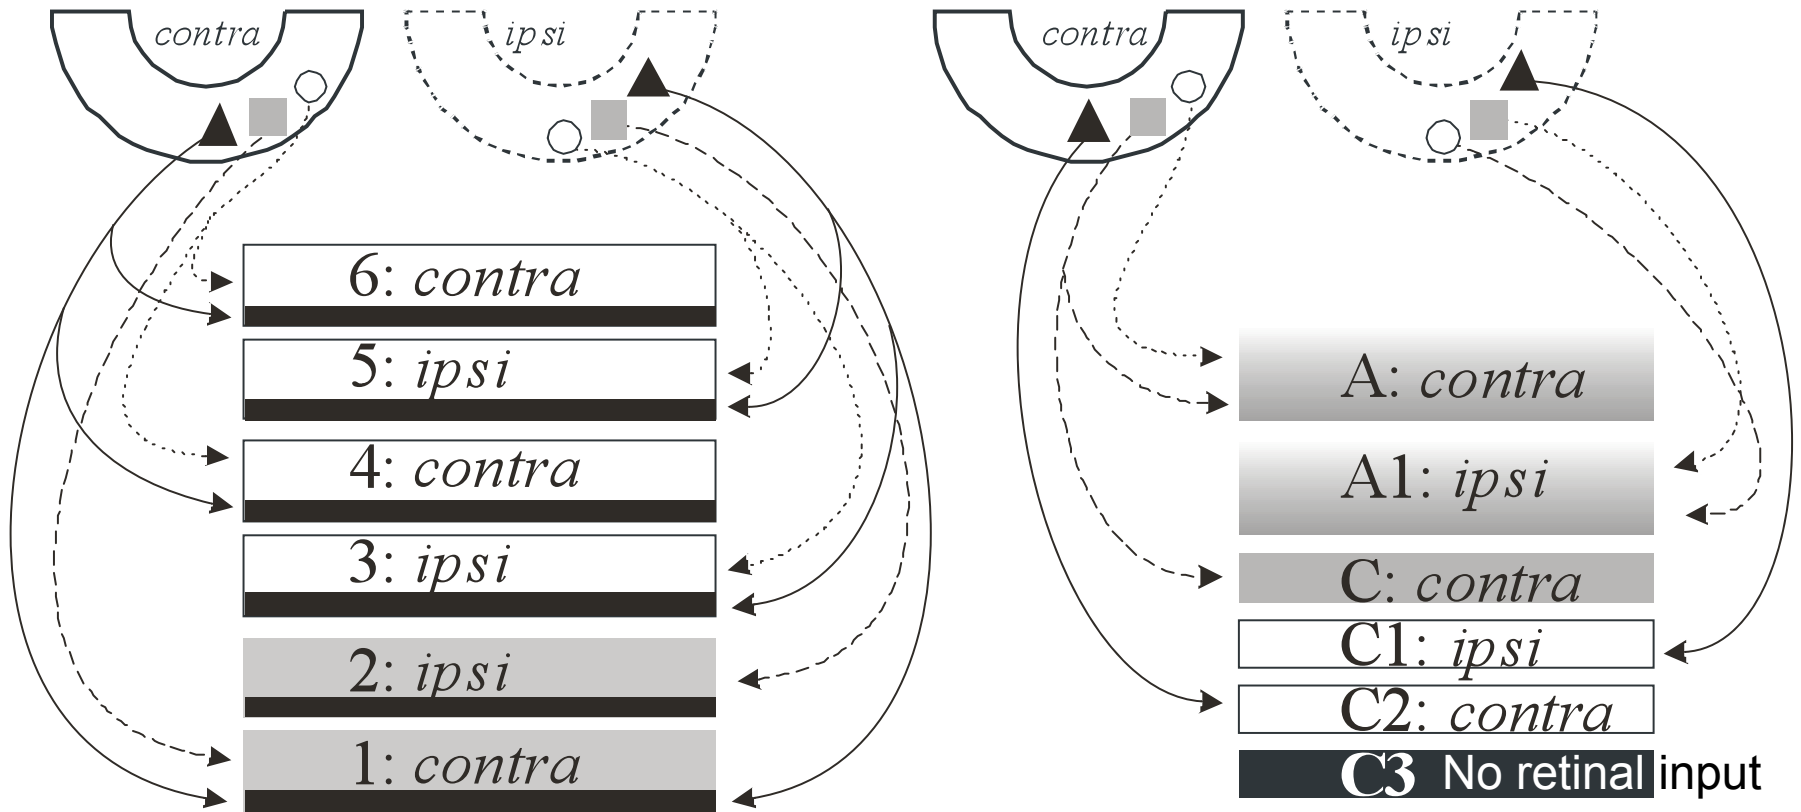 contra
ipsi
contra
ipsi
6: contra
5: ipsi
4: contra
3: ipsi
2: ipsi
1: contra
A: contra
A1: ipsi
C: contra
C1: ipsi
C2: contra
C3 No retinal input